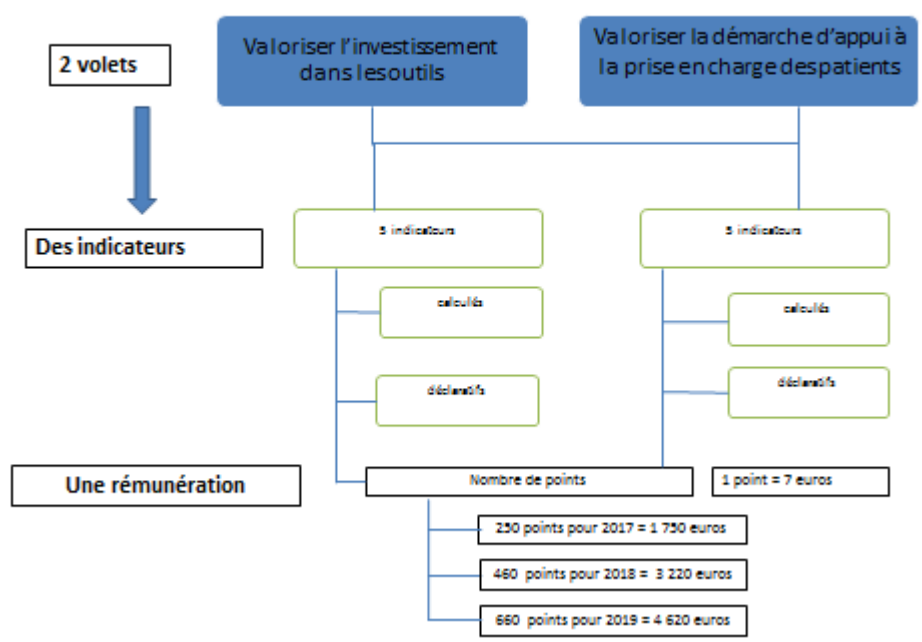 2 volets
Valoriser l'investissement
dans les outils
Valoriser la démarche d'appui à
la prise en charge des patients
Des indicateurs
5 indicateurs
5 indicateurs
calculés
calculés
déclaratifs
déclaratifs
Une rémunération
Nombre de points
1 point = 7 euros
250 points pour 2017 = 1 750 euros
460 points pour 2018 = 3 220 euros
660 points pour 2019 = 4 620 euros